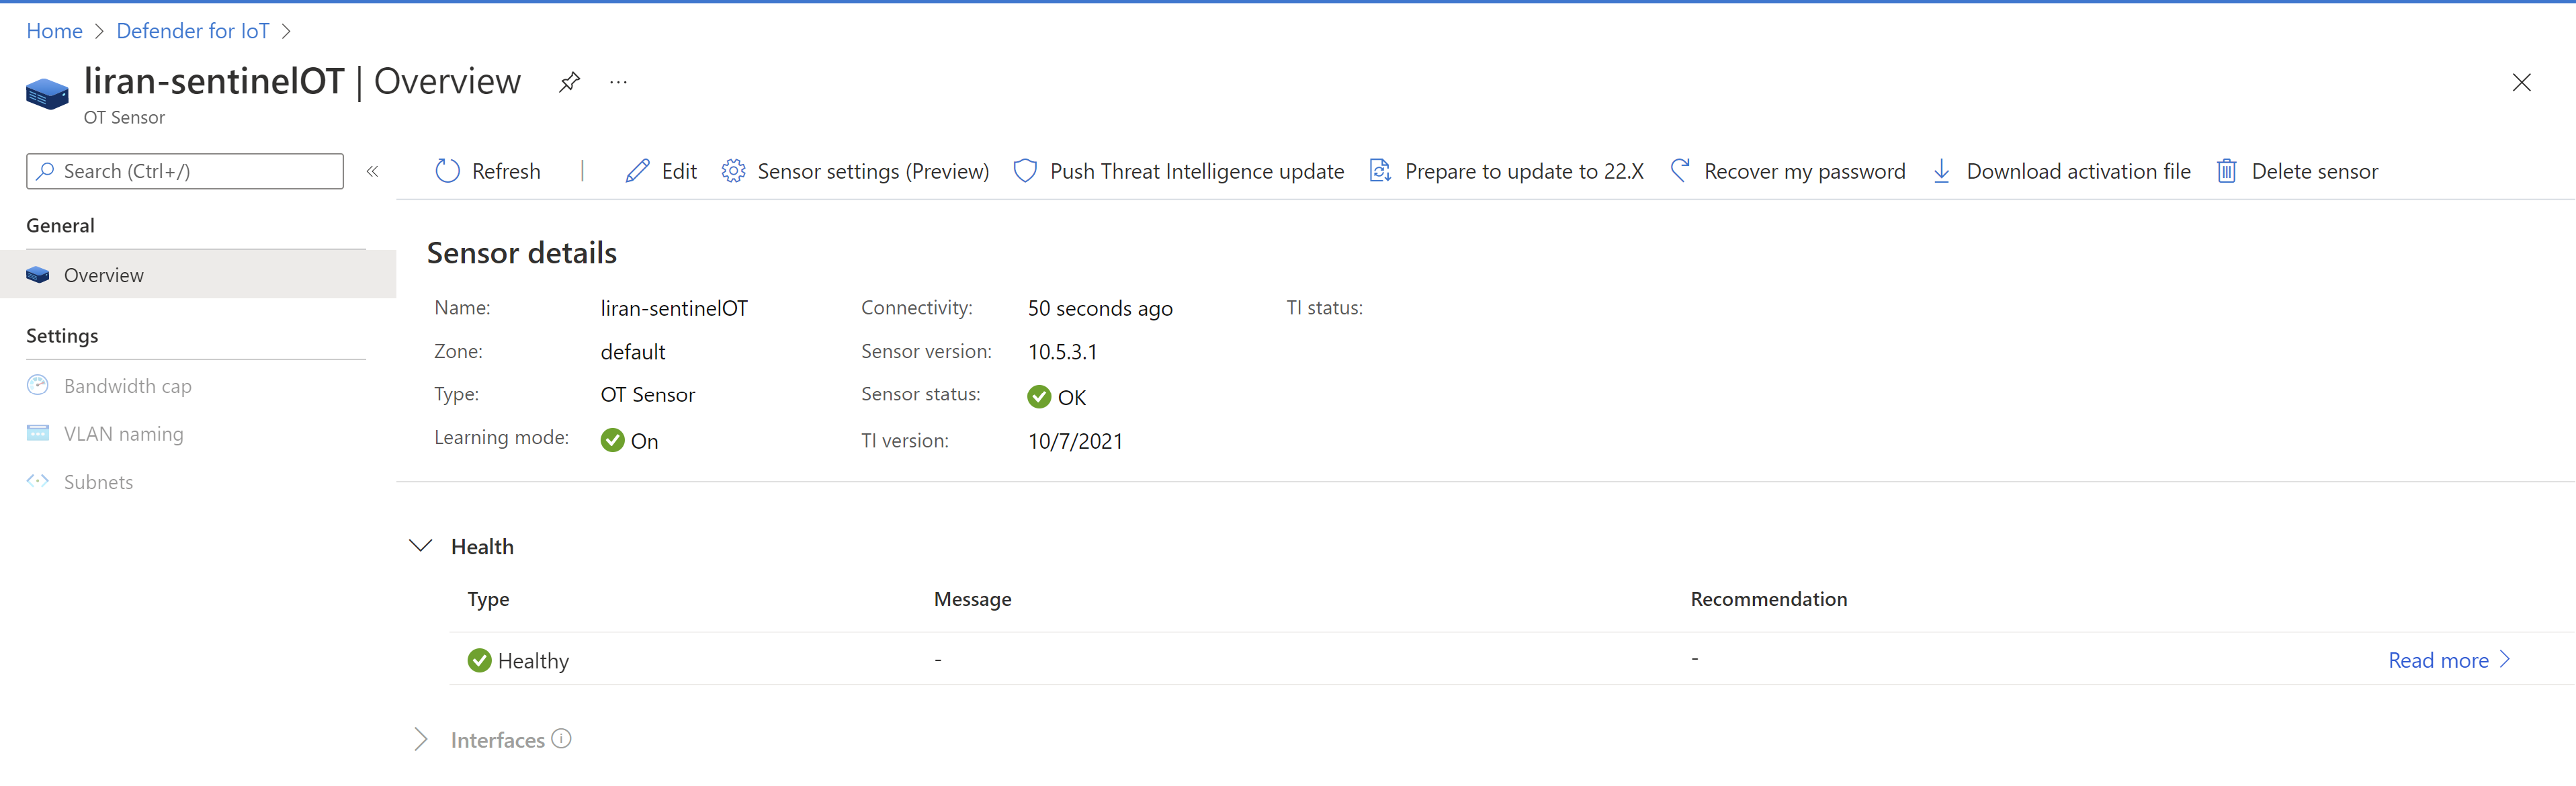 Home > Defender for IoT >
liran-sentinelOT | Overview ...
OT Sensor
Search (Ctrl+/) «
Refresh | Edit Sensor settings (Preview) Push Threat Intelligence update Prepare to update to 22.X Recover my password Download activation file Delete sensor
General
Overview
Settings
Bandwidth cap
VLAN naming
Subnets
Sensor details
Name: liran-sentinelOT Connectivity: 50 seconds ago TI status:
Zone: default Sensor version: 10.5.3.1
Type: OT Sensor Sensor status: OK
Learning mode: On TI version: 10/7/2021
Health
Type Message Recommendation
Healthy - - Read more >
Interfaces